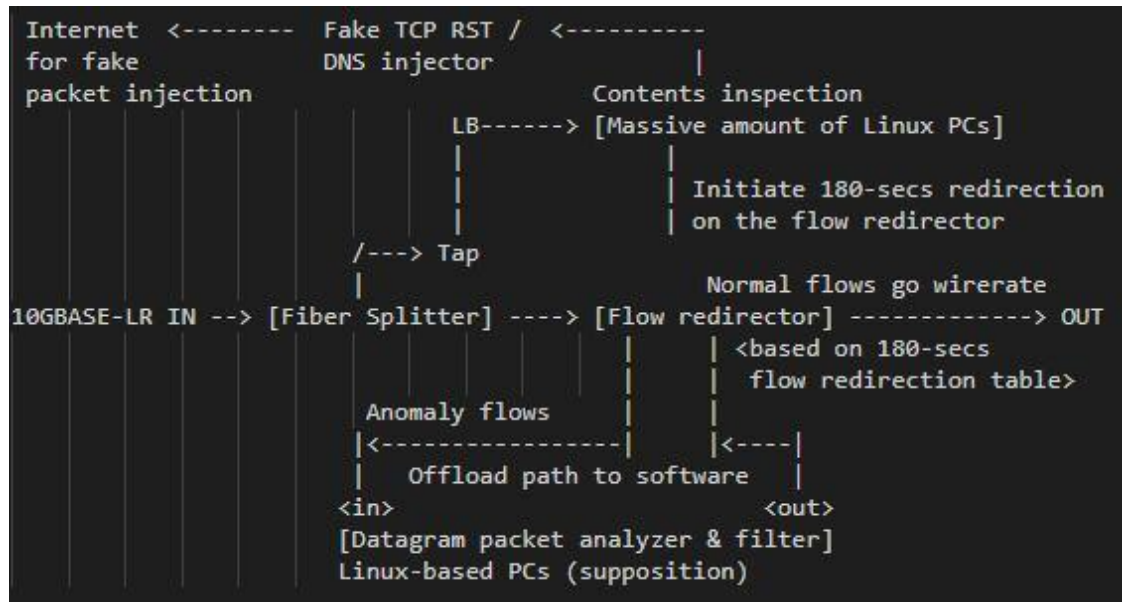 Internet <-------- Fake TCP RST / <----------
for fake DNS injector |
packet injection Contents inspection
LB------> [Massive amount of Linux PCs]
| |
| | Initiate 180-secs redirection
| | on the flow redirector
/---> Tap
| Normal flows go wirerate
10GBASE-LR IN --> [Fiber Splitter] ----> [Flow redirector] -------------> OUT
| | <based on 180-secs
| | flow redirection table>
Anomaly flows | |
|<-----------------| |<----|
| Offload path to software |
<in> <out>
[Datagram packet analyzer & filter]
Linux-based PCs (supposition)